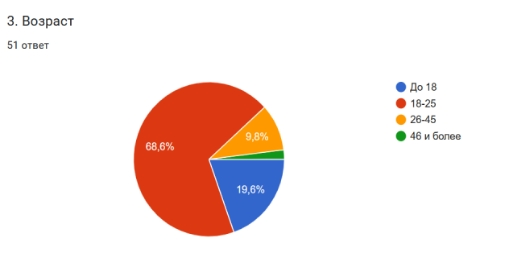 3. Возраст
51 ответ
До 18
18-25
26-45
46 и более
68,6%
9,8%
19,6%